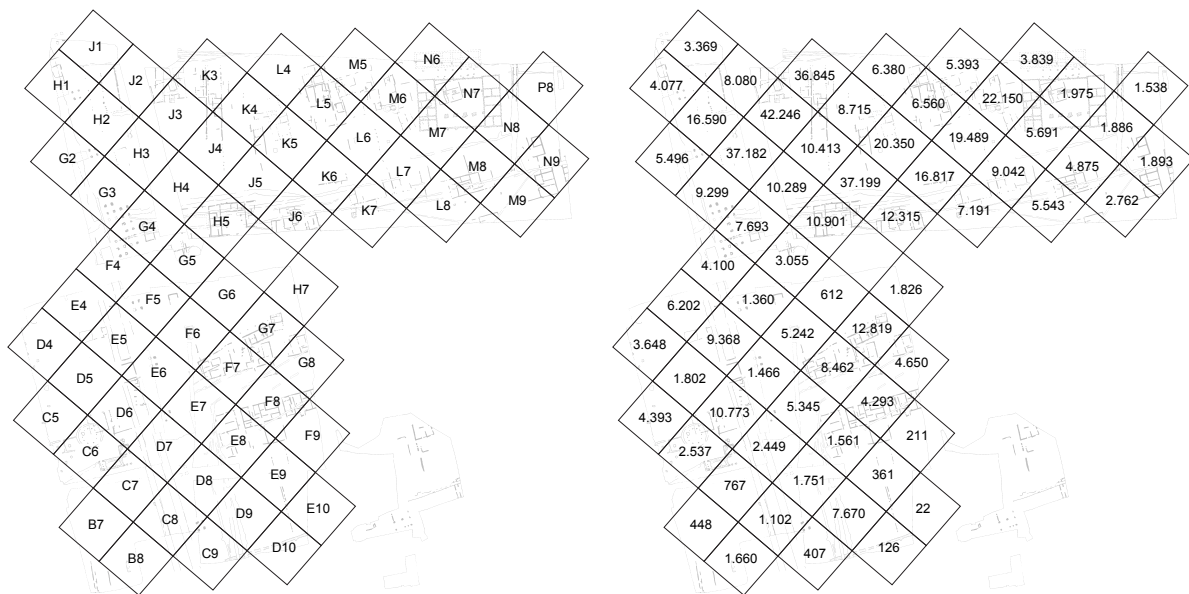 J1
L4
M5
N6
H1
J2
K3
P8
J3
K4
L5
M6
N7
H2
J4
K5
L6
M7
N8
G2
H3
J5
K6
L7
M8
N9
G3
H4
H5
J6
K7
L8
M9
G4
F4
G5
E4
F5
G6
H7
D4
E5
F6
G7
D5
E6
F7
G8
C5
D6
E7
F8
C6
D7
E8
F9
C7
D8
E9
B7
C8
D9
E10
B8
C9
D10
3.369
6.380
5.393
3.839
4.077
8.080
36.845
1.538
42.246
8.715
6.560
22.150
1.975
16.590
10.413
20.350
19.489
5.691
1.886
5.496
37.182
37.199
16.817
9.042
4.875
1.893
9.299
10.289
10.901
12.315
7.191
5.543
2.762
7.693
4.100
3.055
6.202
1.360
612
1.826
3.648
9.368
5.242
12.819
1.802
1.466
8.462
4.650
4.393
10.773
5.345
4.293
2.537
2.449
1.561
211
767
1.751
361
448
1.102
7.670
22
1.660
407
126